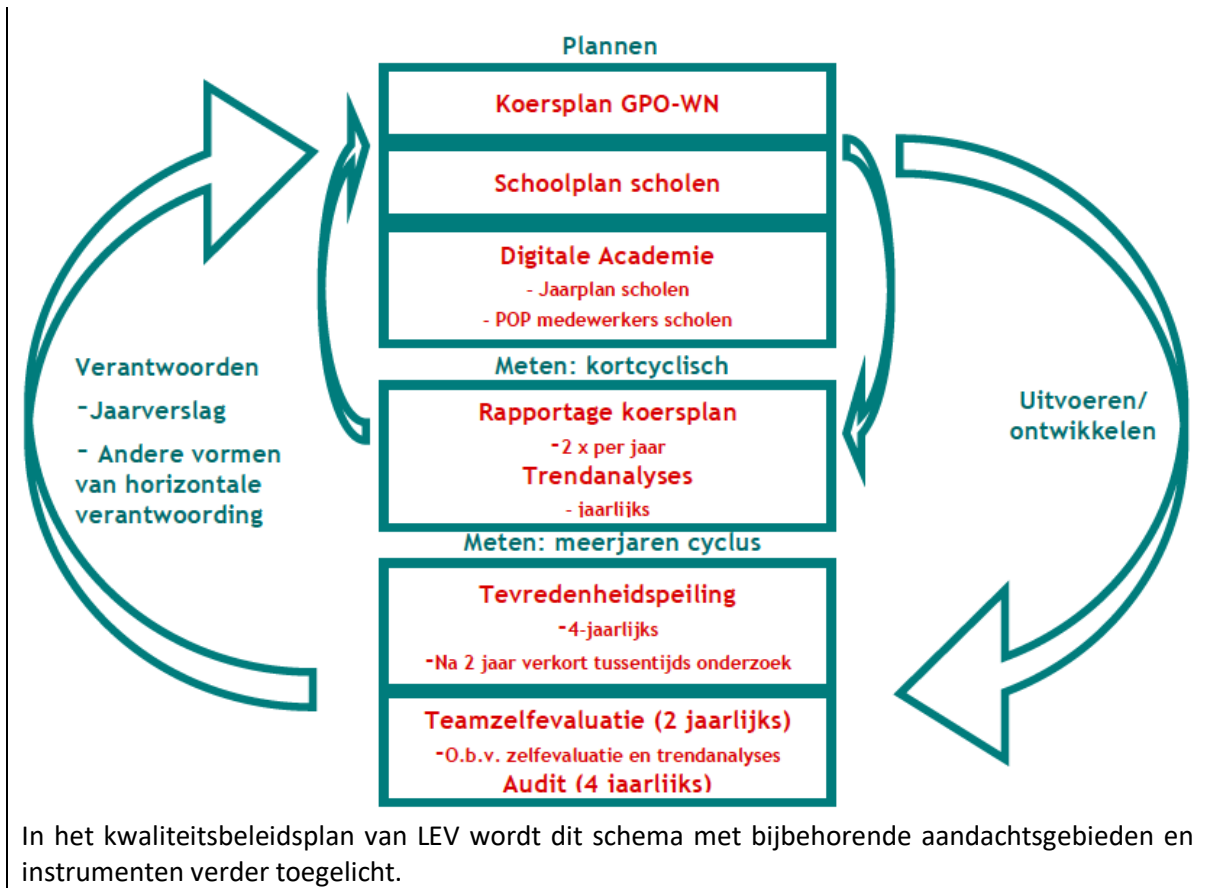 Plannen
Koersplan GPO-WN
Schoolplan scholen
Digitale Academie
- Jaarplan scholen
- POP medewerkers scholen
Meten: kortcyclisch
Rapportage koersplan
-2 x per jaar
Trendanalyses
- jaarlijks
Meten: meerjaren cyclus
Tevredenheidspeiling
-4-jaarlijks
-Na 2 jaar verkort tussentijds onderzoek
Teamzelfevaluatie (2 jaarlijks)
-O.b.v. zelfevaluatie en trendanalyses
Audit (4 jaarlijks)
Verantwoorden
-Jaarverslag
- Andere vormen
van horizontale
verantwoording
Uitvoeren/
ontwikkelen
In het kwaliteitsbeleidsplan van LEV wordt dit schema met bijbehorende aandachtsgebieden en
instrumenten verder toegelicht.